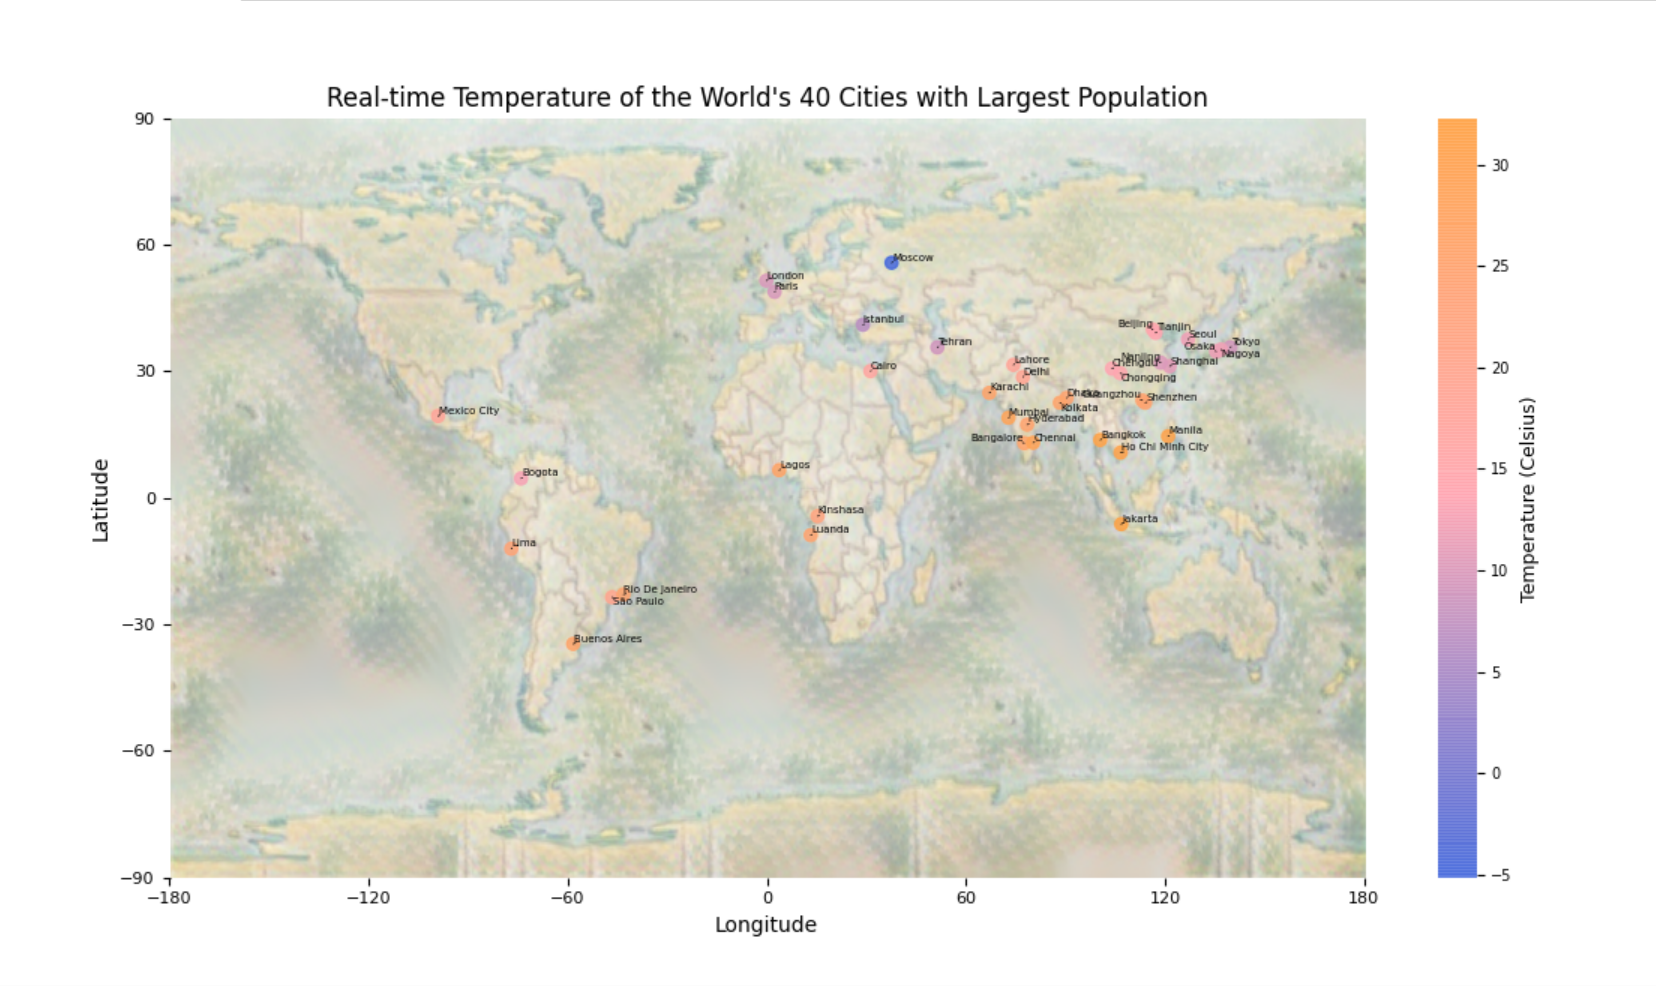 Real-time Temperature of the World's 40 Cities with Largest Population
90
60
30
0
−30
−60
−90
Latitude
Moscow
London
Paris
Istanbul
Tehran
Beijing
Tianjin
Seoul
Osaka
Tokyo
Nagoya
Nanjing
Shanghai
Chengdu
Chongqing
Lahore
Delhi
Cairo
Karachi
Dhaka
Guangzhou
Shenzhen
Kolkata
Mexico City
Mumbai
Hyderabad
Bangalore
Chennai
Bangkok
Manila
Ho Chi Minh City
Lagos
Bogota
Kinshasa
Luanda
Jakarta
Lima
Rio De Janeiro
São Paulo
Buenos Aires
−180
−120
−60
0
60
120
180
Longitude
30
25
20
15
10
5
0
−5
Temperature (Celsius)